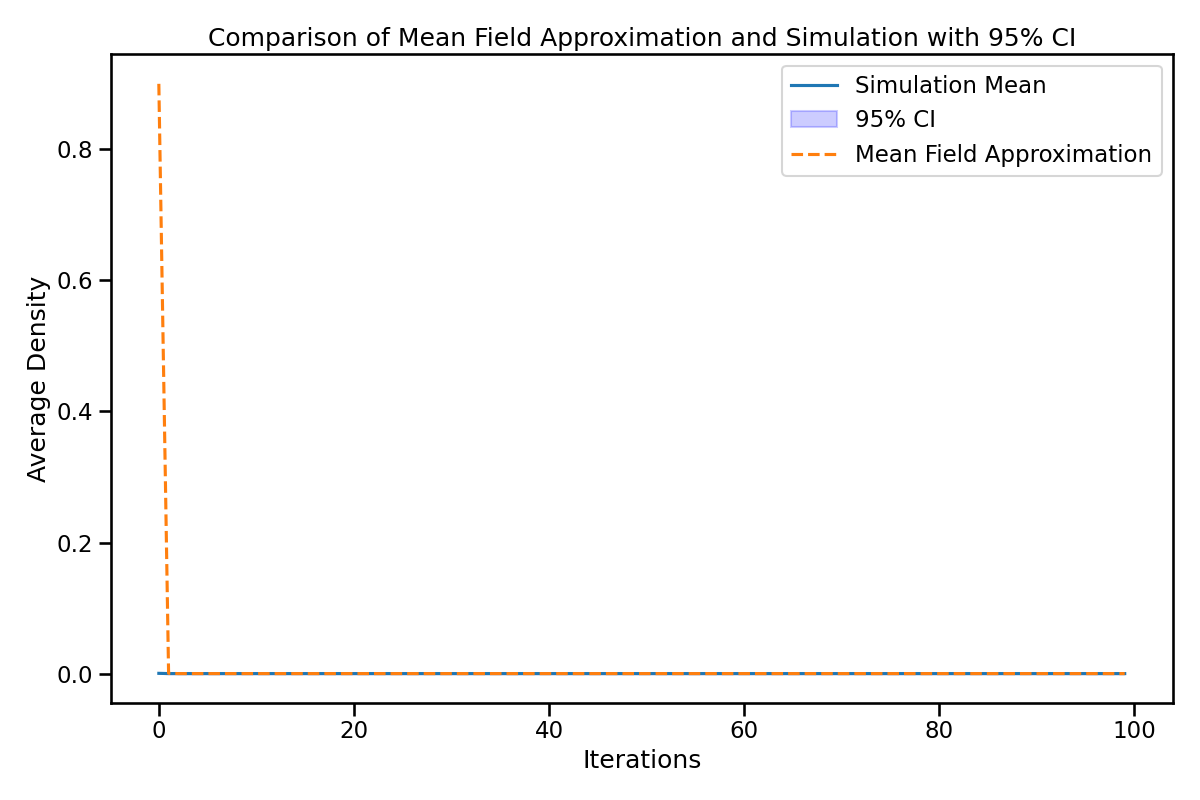 Comparison of Mean Field Approximation and Simulation with 95% CI
Simulation Mean
95% CI
Mean Field Approximation
Average Density
0.8
0.6
0.4
0.2
0.0
0 20 40 60 80 100
Iterations